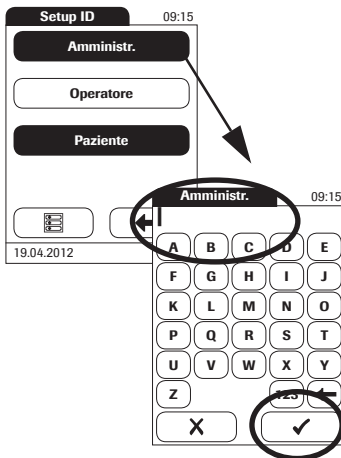 Setup ID 09:15
Amministr.
Operatore
Paziente
19.04.2012
Amministr. 09:15
A B C D E
F G H I J
K L M N O
P Q R S T
U V W X Y
Z 123